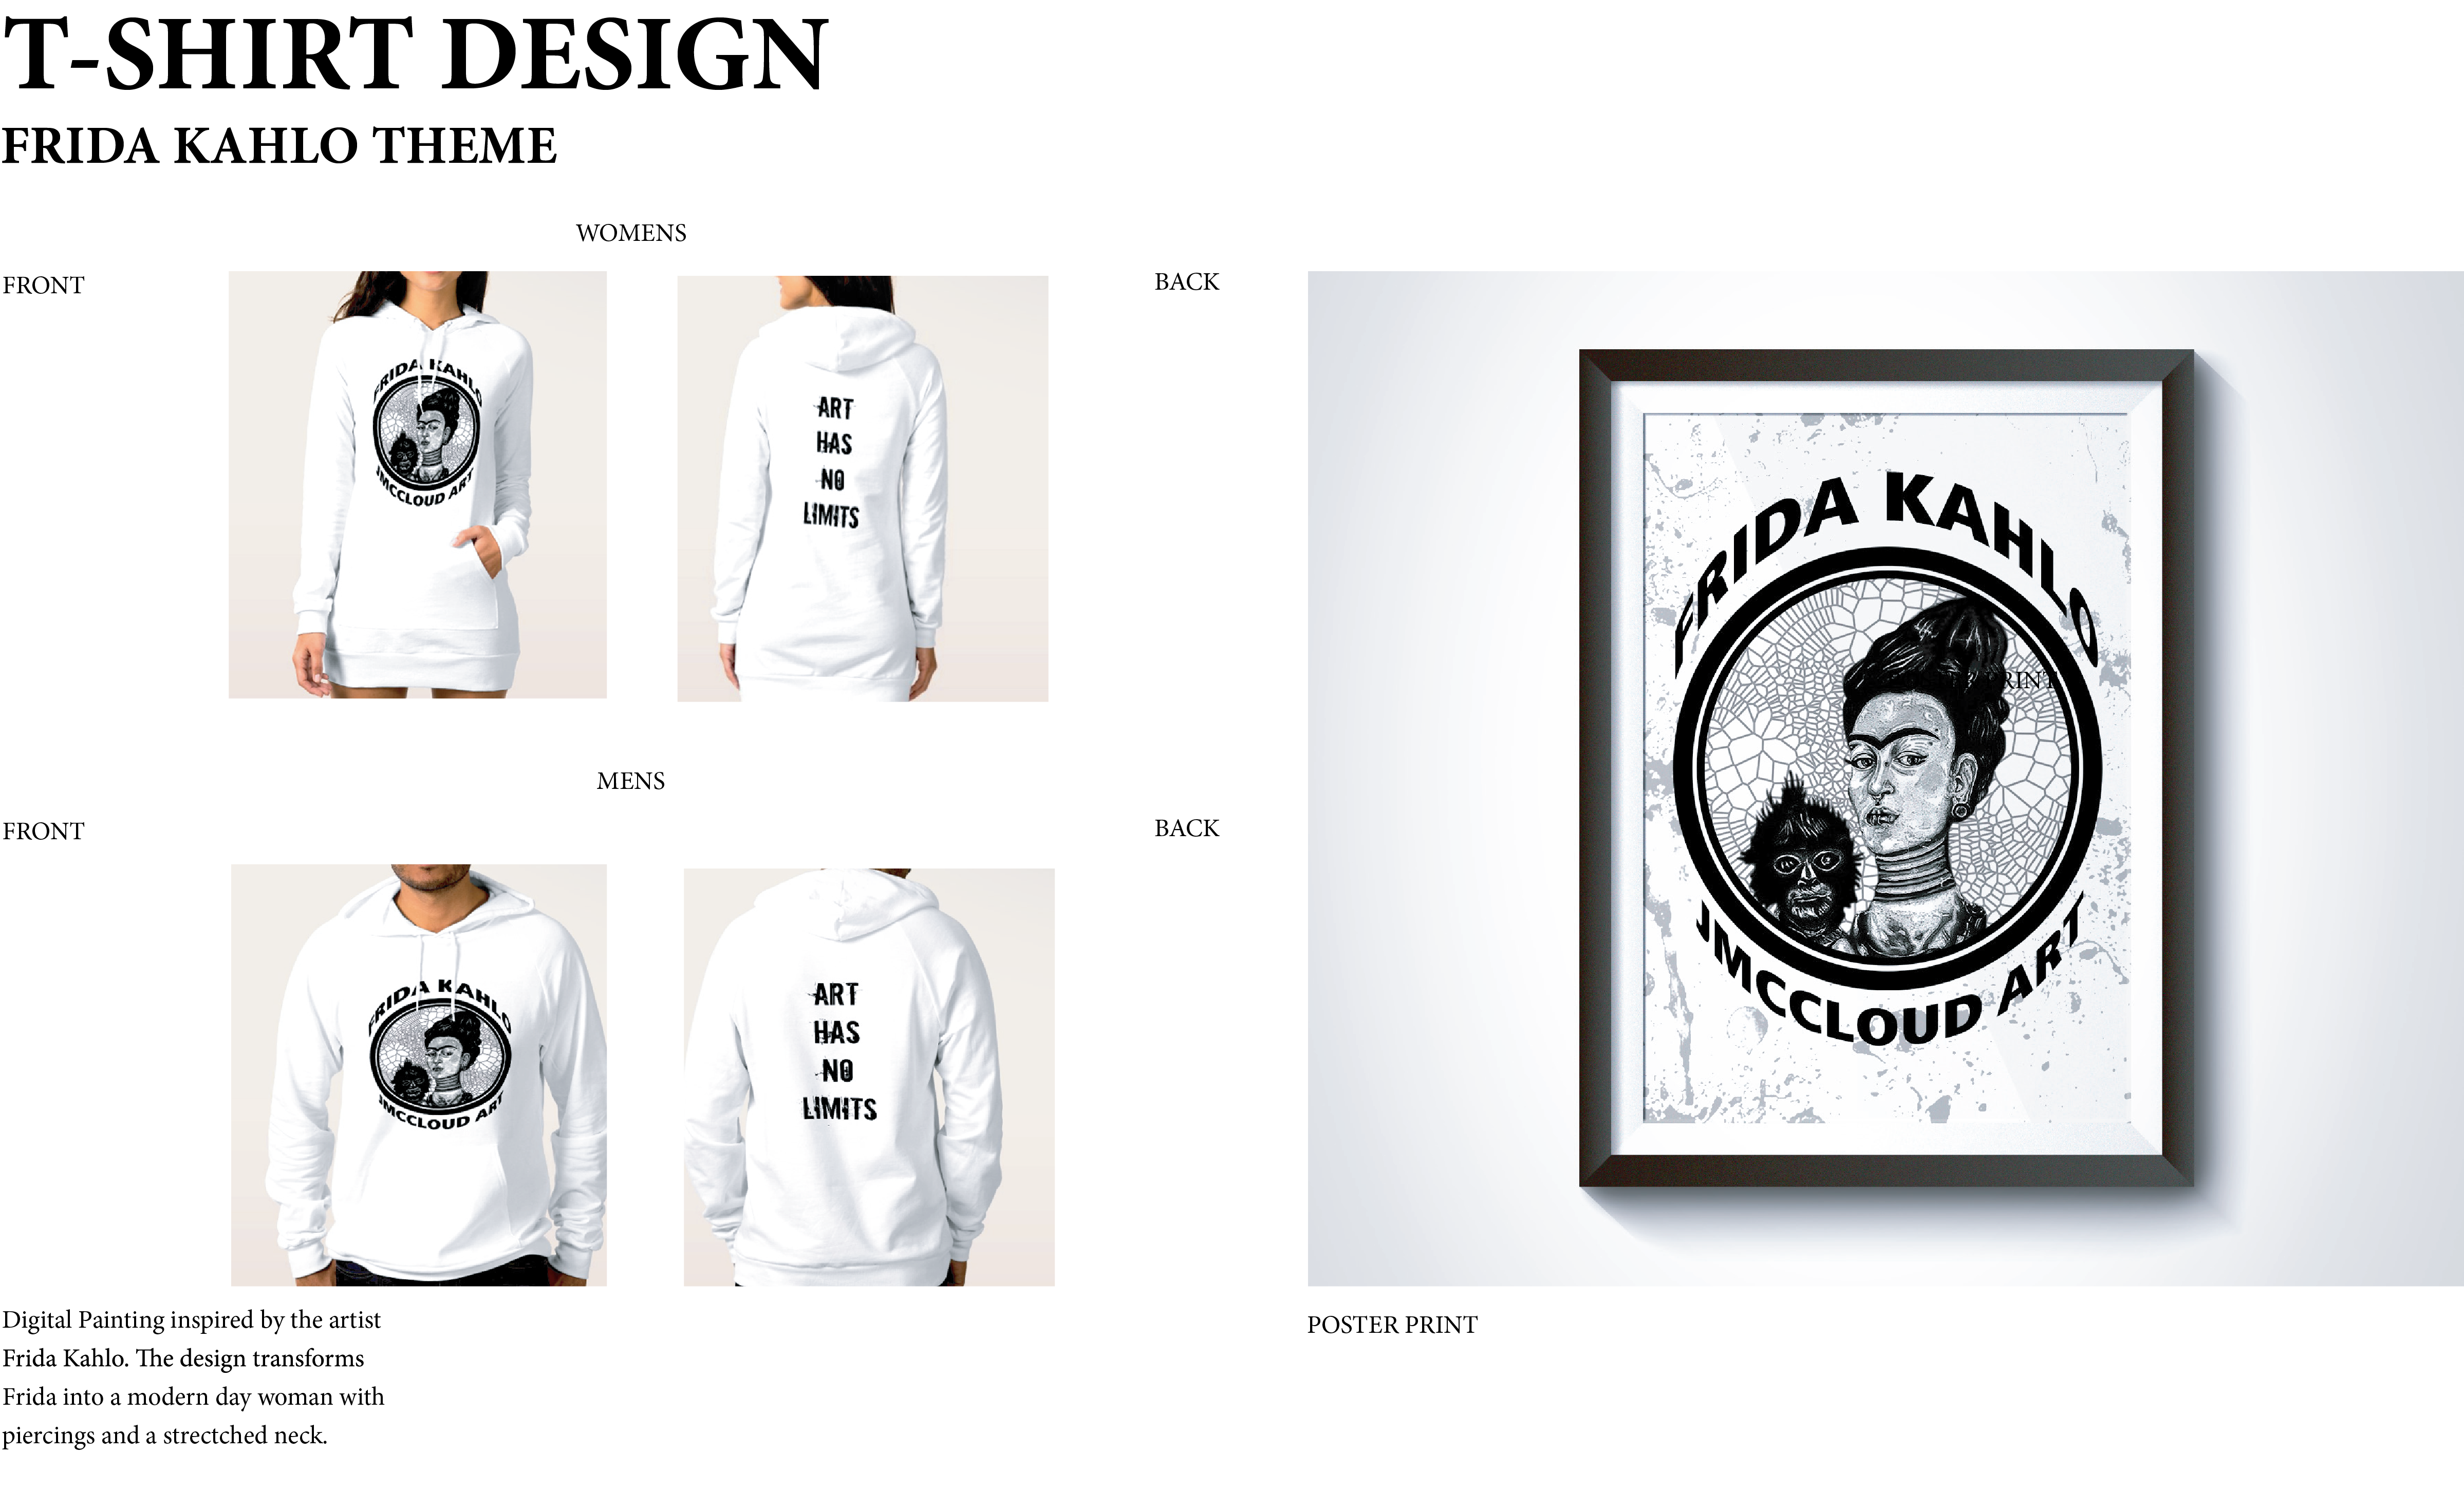 T-SHIRT DESIGN
FRIDA KAHLO THEME
WOMENS
FRONT
BACK
FRIDA KAHLO
JMCCLOUD ART
ART
HAS
NO
LIMITS
MENS
FRONT
BACK
FRIDA KAHLO
JMCCLOUD ART
ART
HAS
NO
LIMITS
Digital Painting inspired by the artist
Frida Kahlo. The design transforms
Frida into a modern day woman with
piercings and a strectched neck.
FRIDA KAHLO
JMCCLOUD ART
POSTER PRINT